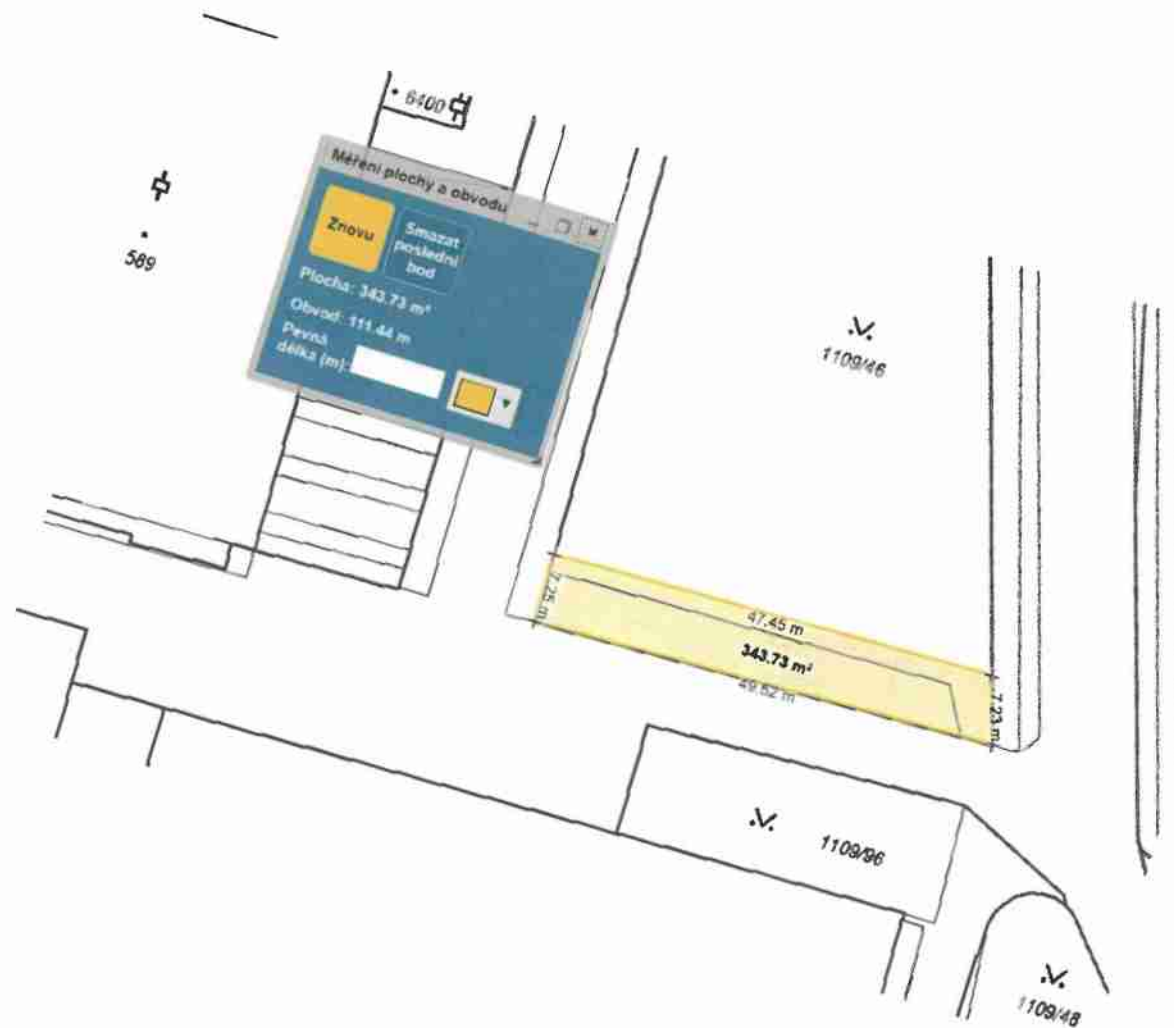 6400
Měření plochy a obvodu
Znovu
Smazat
poslední
bod
Plocha: 343.73 m²
Obvod: 111.44 m
Pevná
délka (m):
589
1109/46
7.25 m
47.45 m
343.73 m²
49.52 m
7.23 m
1109/96
1109/48